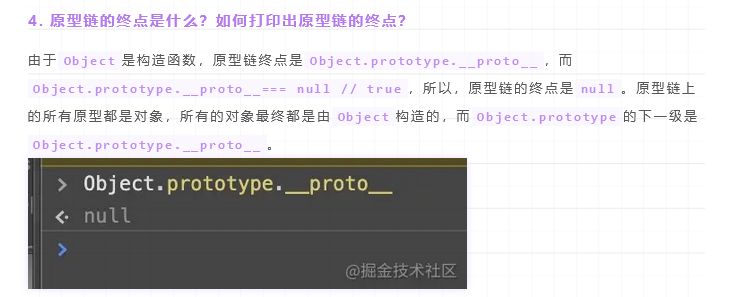 4. 原型链的终点是什么？如何打印出原型链的终点？
由于 Object 是构造函数，原型链终点是 Object.prototype.__proto__ ，而
Object.prototype.__proto__=== null // true ，所以，原型链的终点是 null 。原型链上
的所有原型都是对象，所有的对象最终都是由 Object 构造的，而 Object.prototype 的下一级是
Object.prototype.__proto__ 。
> Object.prototype.__proto__
<· null
>
@掘金技术社区